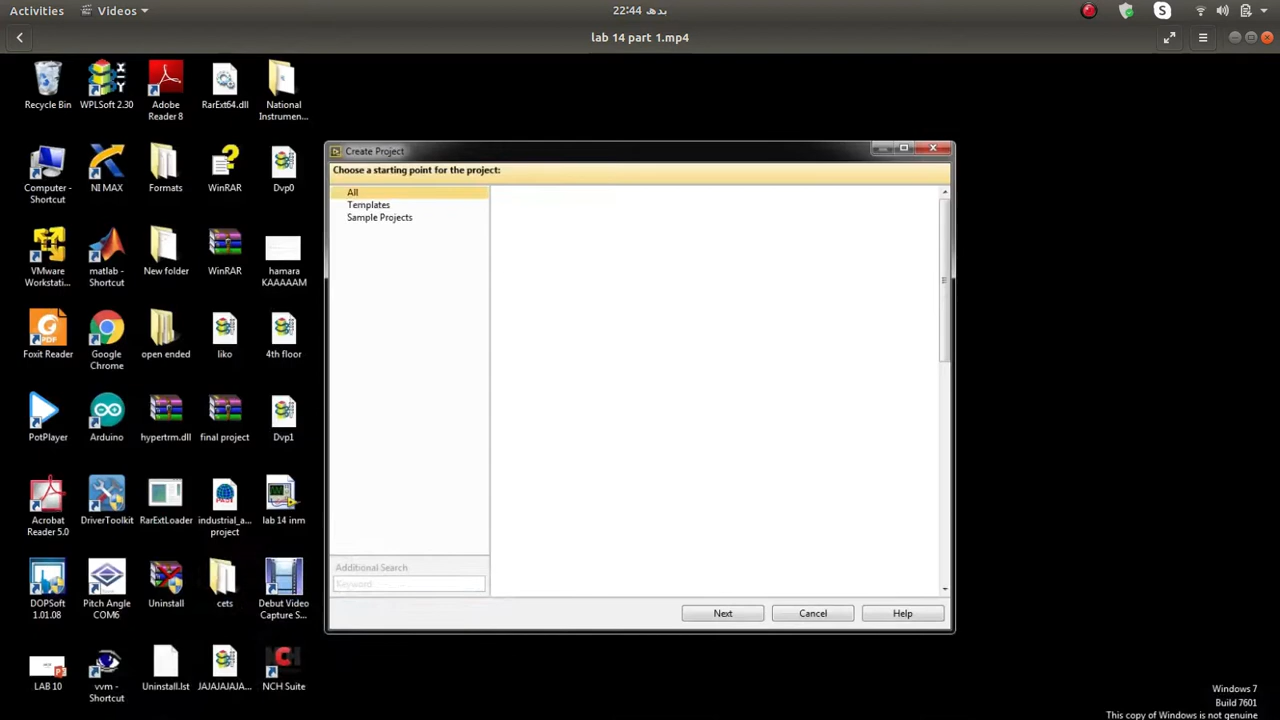 Activities
Videos
بدھ 22:44
lab 14 part 1.mp4
Recycle Bin
WPLSoft 2.30
Adobe
Reader 8
RarExt64.dll
National
Instrumen...
Computer -
Shortcut
NI MAX
Formats
WinRAR
Dvp0
VMware
Workstati...
matlab -
Shortcut
New folder
WinRAR
hamara
KAAAAAM
Foxit Reader
Google
Chrome
open ended
liko
4th floor
PotPlayer
Arduino
hypertrm.dll
final project
Dvp1
Acrobat
Reader 5.0
DriverToolkit
RarExtLoader
industrial_a...
project
lab 14 inm
DOPSoft
1.01.08
Pitch Angle
COM6
Uninstall
cets
Debut Video
Capture S...
LAB 10
vvm -
Shortcut
Uninstall.lst
JAJAJAJAJA...
NCH Suite
Create Project
Choose a starting point for the project:
All
Templates
Sample Projects
Additional Search
Keyword
Next
Cancel
Help
Windows 7
Build 7601
This copy of Windows is not genuine